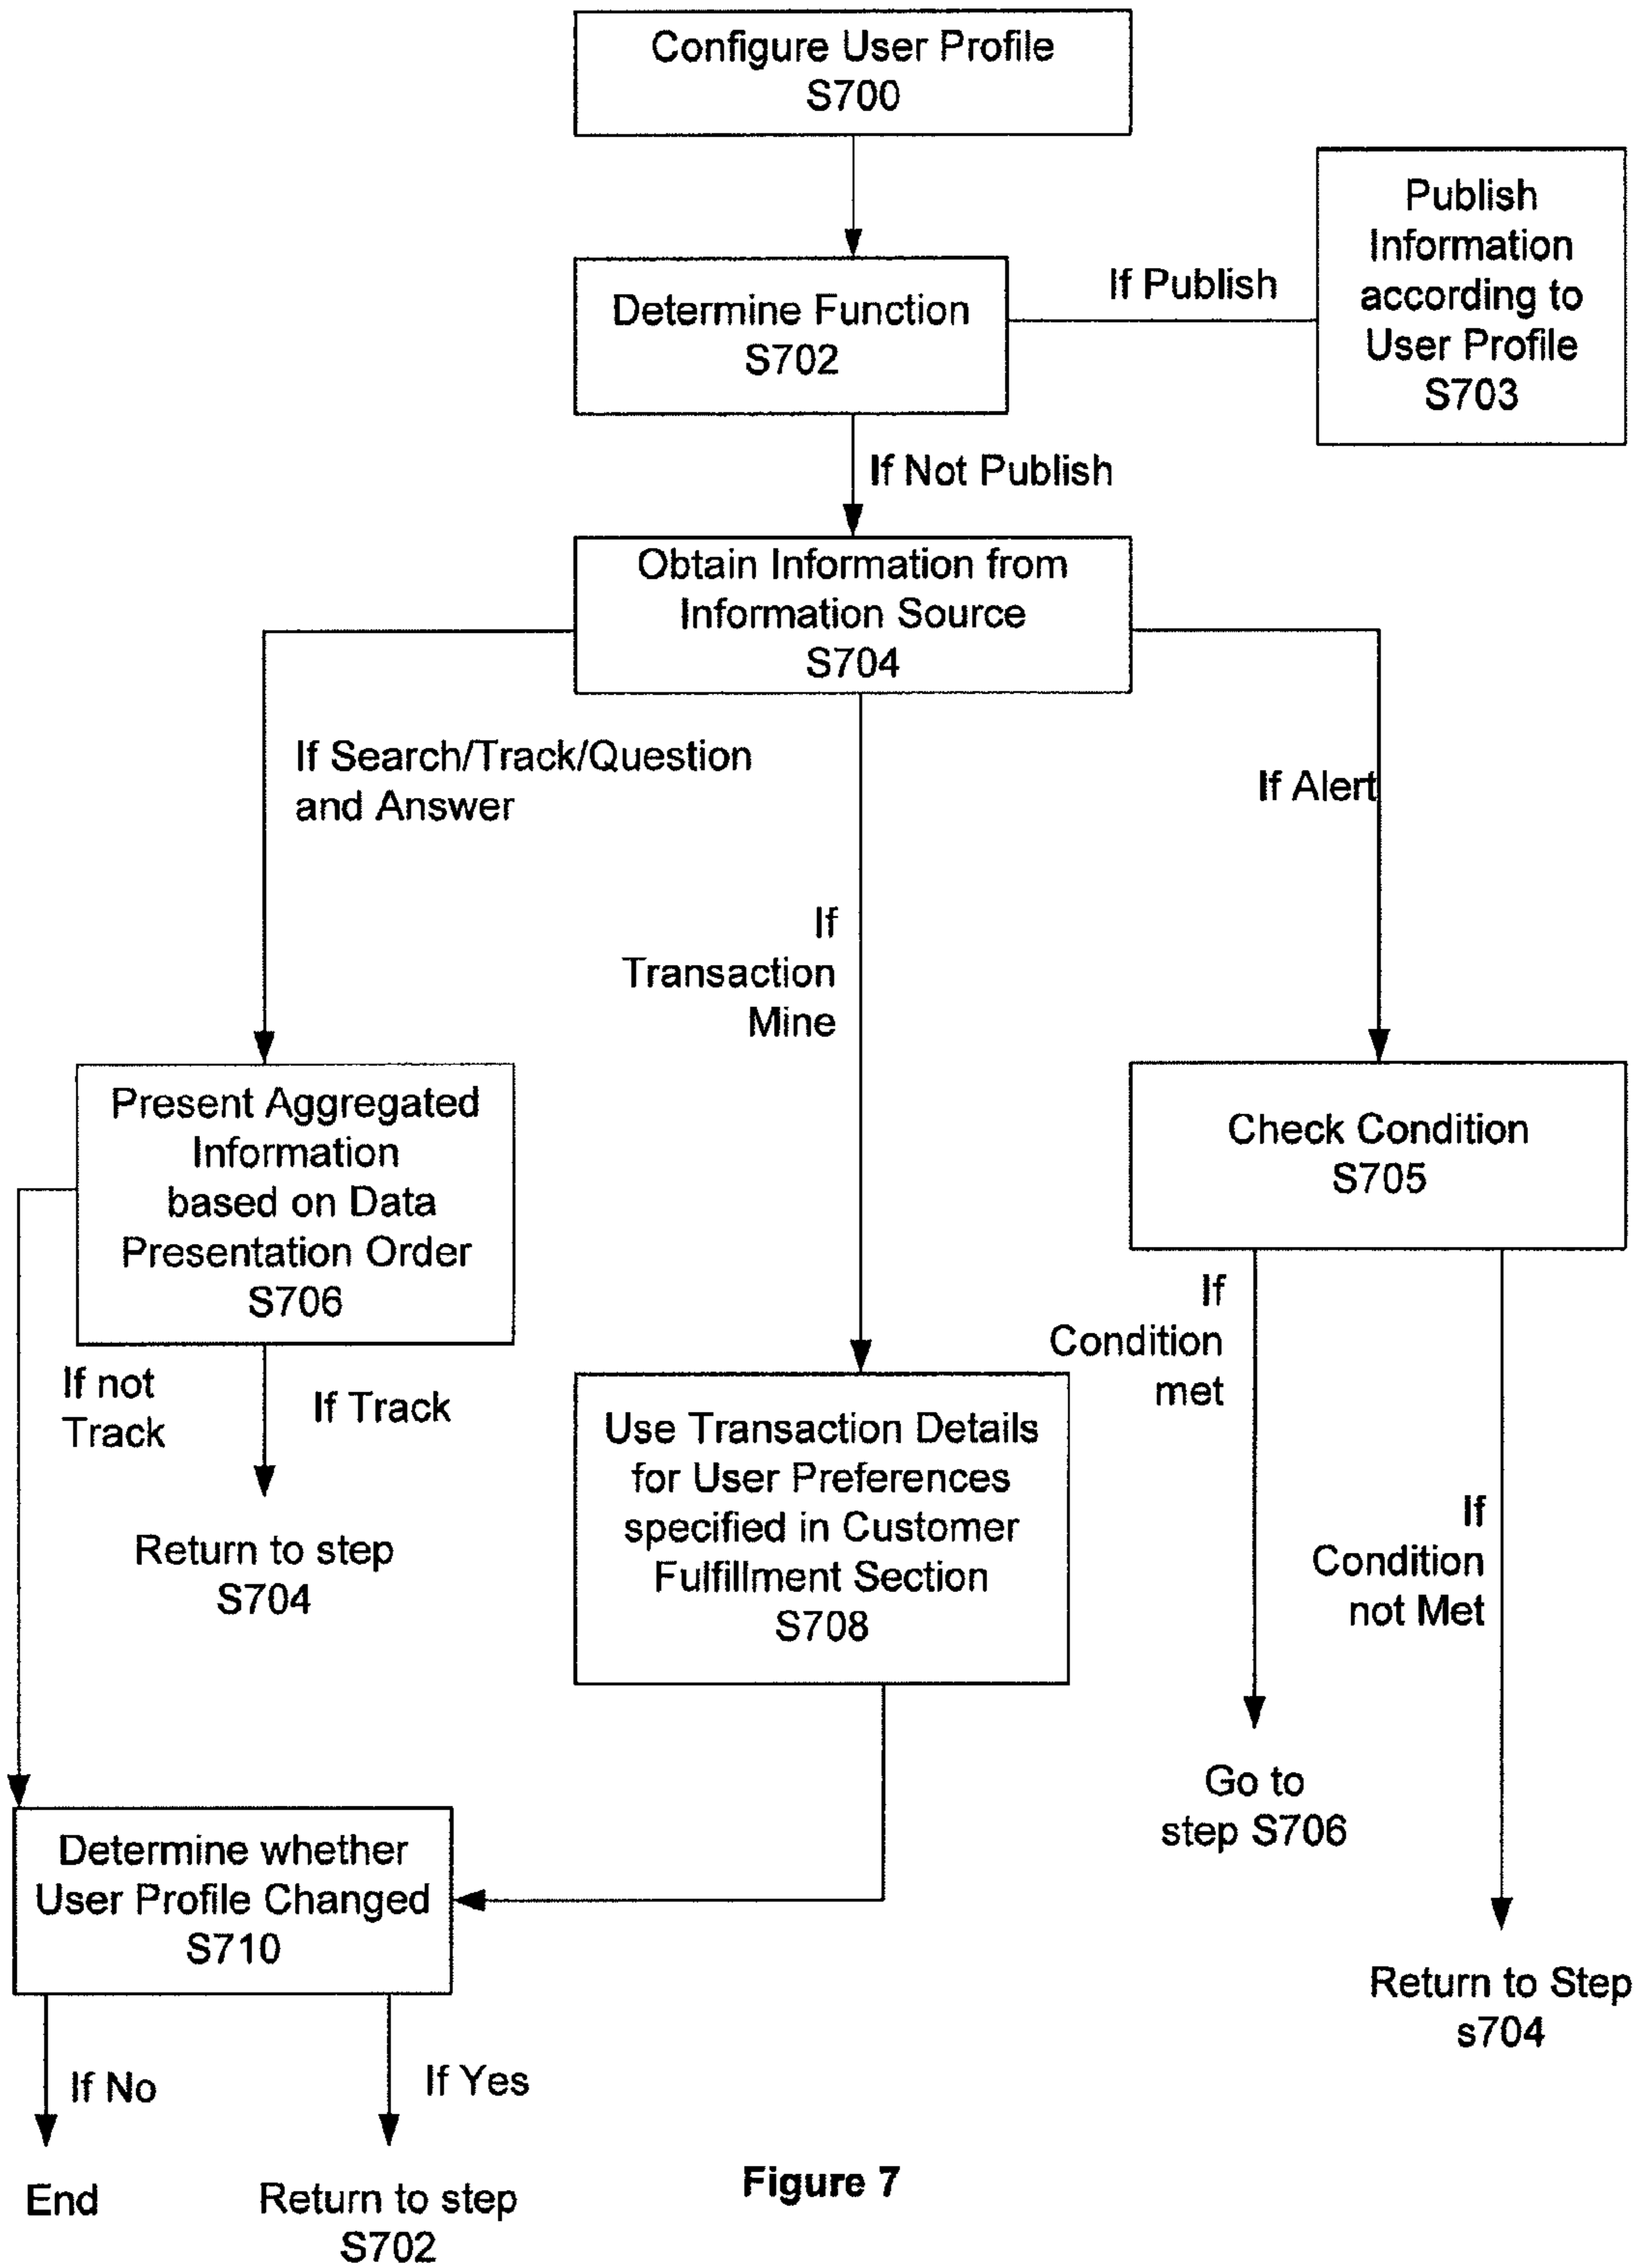 Configure User Profile
S700
Publish
Information
according to
User Profile
S703
If Publish
Determine Function
S702
If Not Publish
Obtain Information from
Information Source
S704
If Search/Track/Question
and Answer
If Alert
If
Transaction
Mine
Present Aggregated
Information
based on Data
Presentation Order
S706
Check Condition
S705
If
Condition
met
If not
Track
If Track
Use Transaction Details
for User Preferences
specified in Customer
Fulfillment Section
S708
If
Condition
not Met
Return to step
S704
Go to
step S706
Determine whether
User Profile Changed
S710
Return to Step
s704
If No
If Yes
End
Return to step
S702
Figure 7